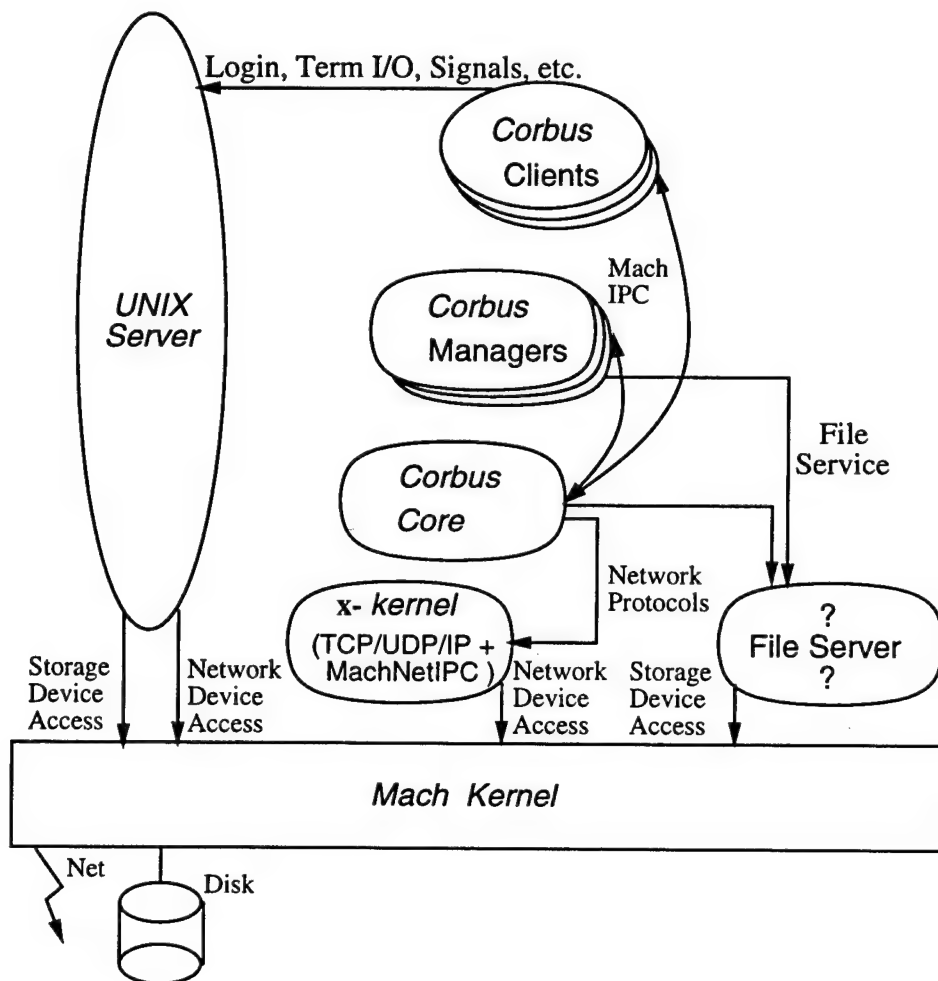 Login, Term I/O, Signals, etc.
Corbus
Clients
Mach
IPC
UNIX
Server
Corbus
Managers
File
Service
Corbus
Core
Network
Protocols
x- kernel
(TCP/UDP/IP +
MachNetIPC )
?
File Server
?
Storage
Device
Access
Network
Device
Access
Network
Device
Access
Storage
Device
Access
Mach Kernel
Net
Disk